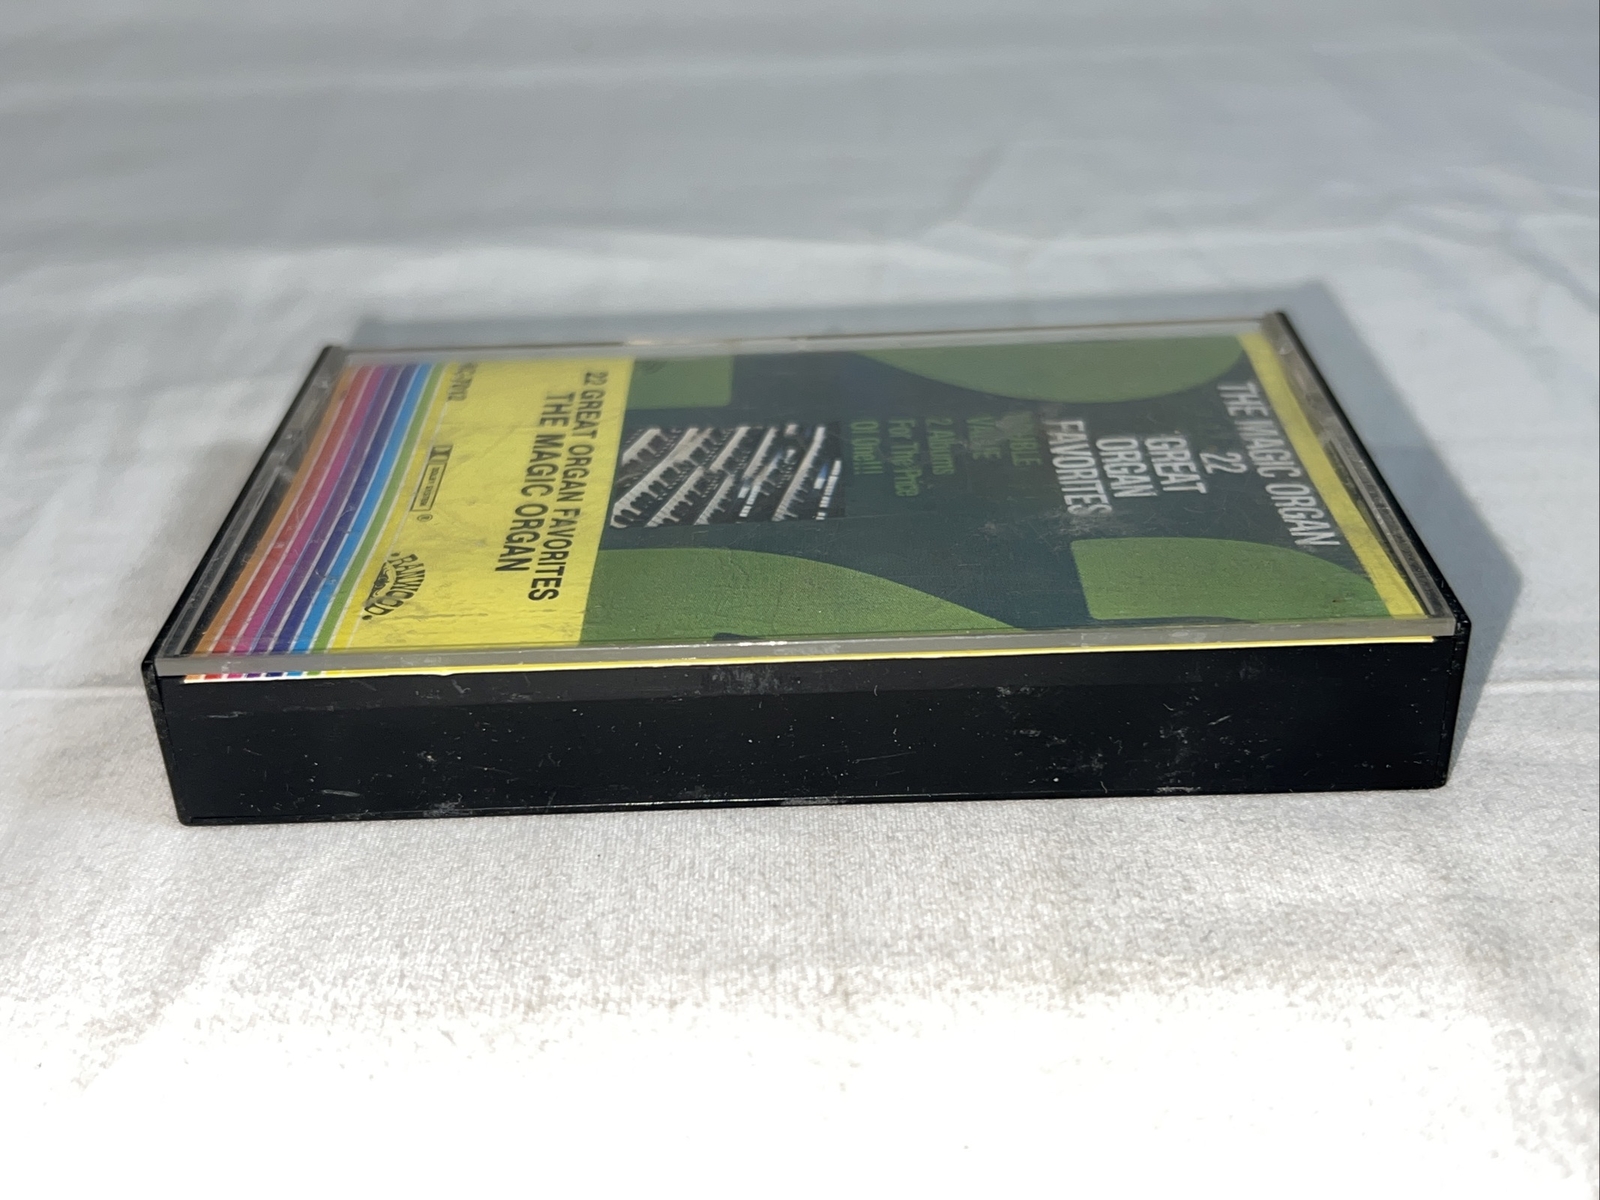 THE MAGIC ORGAN
22
GREAT
ORGAN
FAVORITES
2 Albums
For The Price
Of One!!!
22 GREAT ORGAN FAVORITES
THE MAGIC ORGAN
RANWOOD